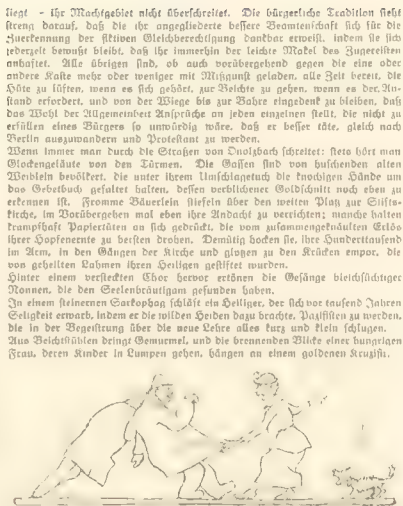 liegt - ihr Machtgebiet nicht überschreitet. Die bürgerliche Tradition sieht
streng darauf, daß die ihr angegliederte bessere Beamtenschaft sich für die
Zuerkennung der fiktiven Gleichberechtigung dankbar erweist, indem sie sich
jederzeit bewußt bleibt, daß ihr immerhin der leichte Makel des Zugereisten
anhaftet. Alle übrigen sind, ob auch vorübergehend gegen die eine oder
andere Kaste mehr oder weniger mit Mißgunst geladen, alle Zeit bereit, die
Hüte zu lüften, wenn es sich gehört, zur Beichte zu gehen, wenn es der An-
stand erfordert, und von der Wiege bis zur Bahre eingedenk zu bleiben, daß
das Wohl der Allgemeinheit Ansprüche an jeden einzelnen stellt, die nicht zu
erfüllen eines Bürgers so unwürdig wäre, daß er besser täte, gleich nach
Berlin auszuwandern und Protestant zu werden.
Wenn immer man durch die Straßen von Onolzbach schreitet: stets hört man
Glockengeläute von den Türmen. Die Gassen sind von huschenden alten
Weiblein bevölkert, die unter ihrem Umschlagetuch die knochigen Hände um
das Gebetbuch gefaltet halten, dessen verblichener Goldschnitt noch eben zu
erkennen ist. Fromme Bäuerlein stiefeln über den weiten Platz zur Stifts-
kirche, im Vorübergehen mal eben ihre Andacht zu verrichten; manche halten
krampfhaft Papiertüten an sich gedrückt, die vom zusammengeknäulten Erlös
ihrer Hopfenernte zu bersten drohen. Demütig hocken sie, ihre Hunderttausend
im Arm, in den Gängen der Kirche und glotzen zu den Krücken empor, die
von geheilten Lahmen ihren Heiligen gestiftet wurden.
Hinter einem versteckten Chor hervor ertönen die Gesänge bleichsüchtiger
Nonnen, die den Seelenbräutigam gefunden haben.
In einem steinernen Sarkophag schläft ein Heiliger, der sich vor tausend Jahren
Seligkeit erwarb, indem er die wilden Heiden dazu brachte, Pazifisten zu werden,
die in der Begeistrung über die neue Lehre alles kurz und klein schlugen.
Aus Beichtstühlen dringt Gemurmel, und die brennenden Blicke einer hungrigen
Frau, deren Kinder in Lumpen gehen, hängen an einem goldenen Kruzifix.